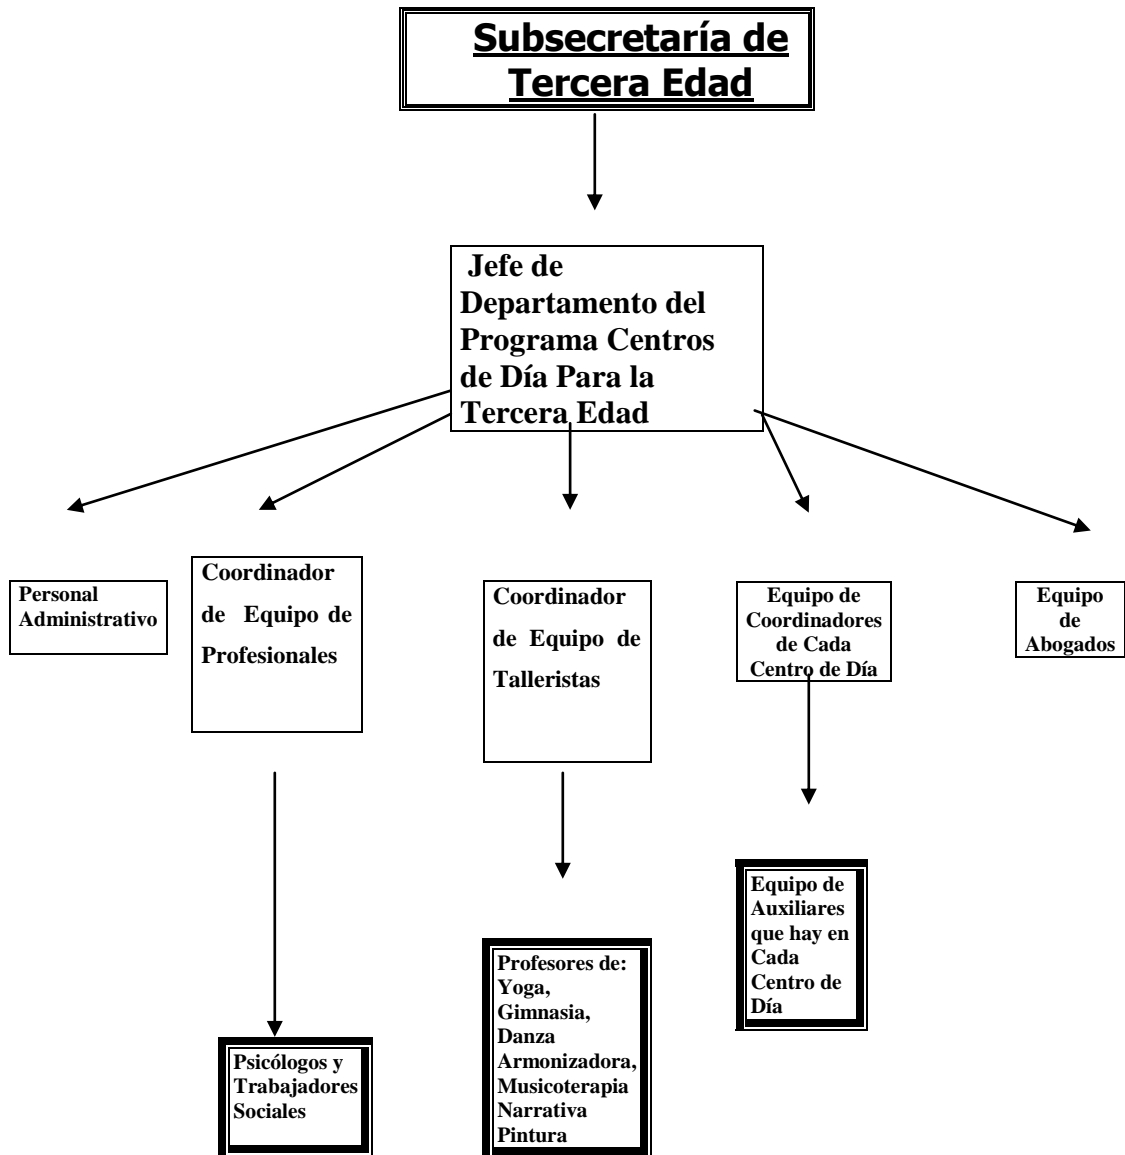 Subsecretaría de
Tercera Edad
Jefe de
Departamento del
Programa Centros
de Día Para la
Tercera Edad
Personal
Administrativo
Coordinador
de Equipo de
Profesionales
Coordinador
de Equipo de
Talleristas
Equipo de
Coordinadores
de Cada
Centro de Día
Equipo
de
Abogados
Psicólogos y
Trabajadores
Sociales
Profesores de:
Yoga,
Gimnasia,
Danza
Armonizadora,
Musicoterapia
Narrativa
Pintura
Equipo de
Auxiliares
que hay en
Cada
Centro de
Día